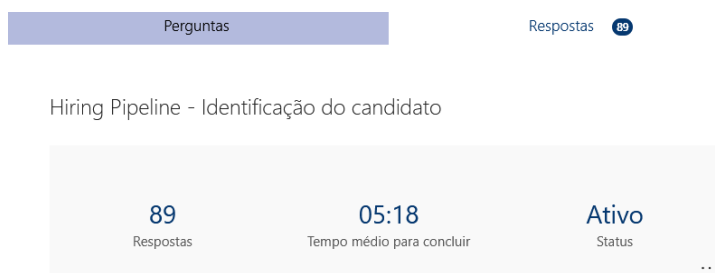 Perguntas
Respostas 89
Hiring Pipeline - Identificação do candidato
89 05:18 Ativo
Respostas Tempo médio para concluir Status